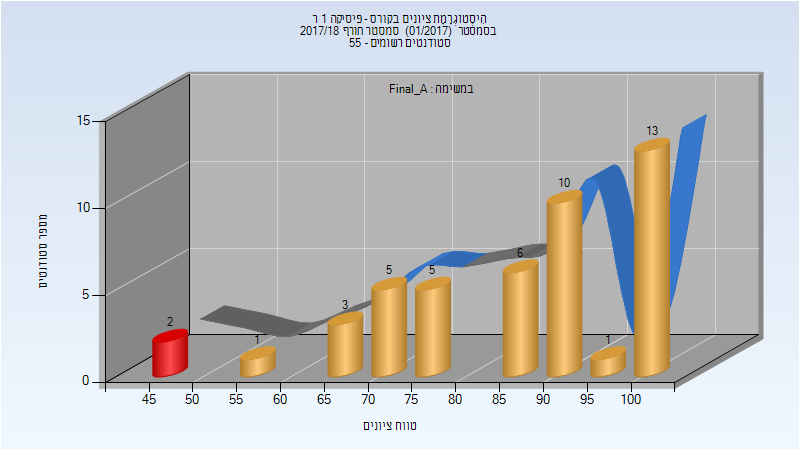 היסטוגרמת ציונים בקורס - פיסיקה 1 ר
בסמסטר (01/2017) סמסטר חורף 2017/18
סטודנטים רשומים - 55
במשימה : Final_A
מספר סטודנטים
15
10
5
0
2
1
3
5
5
6
10
1
13
45 50 55 60 65 70 75 80 85 90 95 100
טווח ציונים